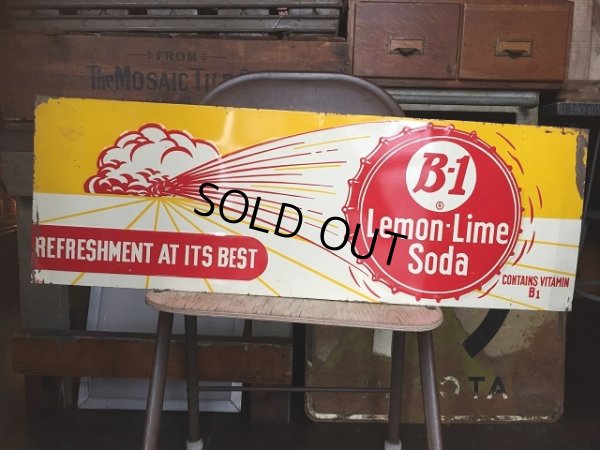 FROM
The MOSAIC TILE
B-1
®
Lemon-Lime
Soda
SOLD OUT
REFRESHMENT AT ITS BEST
CONTAINS VITAMIN
B1
OTA